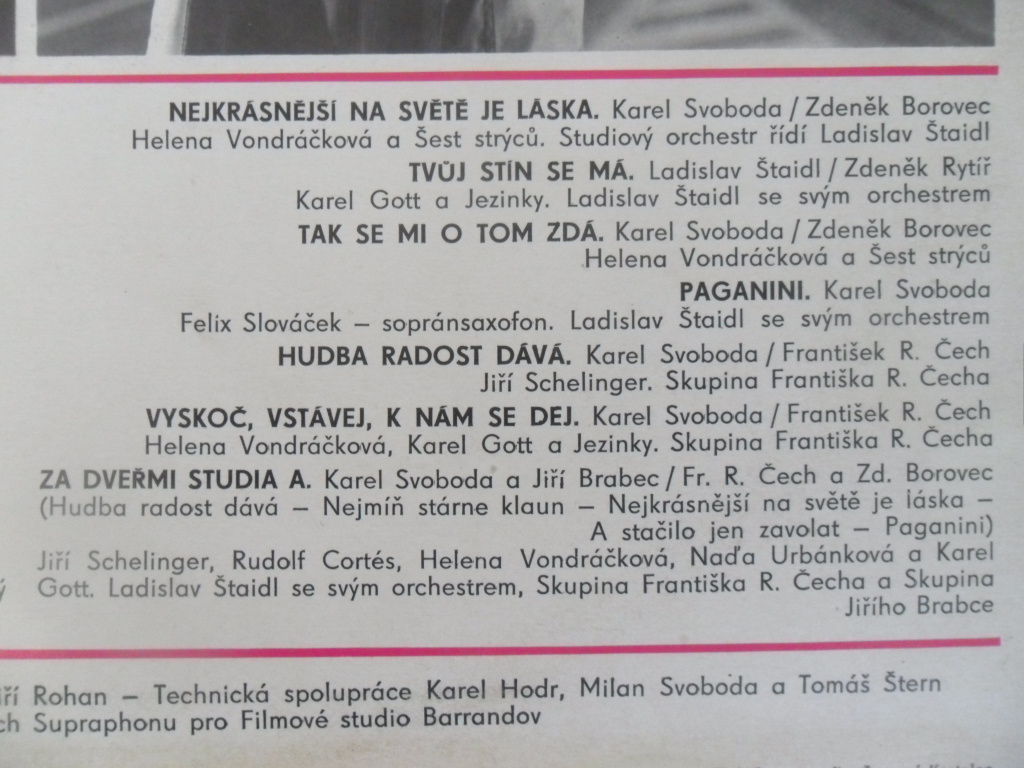 NEJKRÁSNĚJŠÍ NA SVĚTĚ JE LÁSKA. Karel Svoboda / Zdeněk Borovec
Helena Vondráčková a Šest strýců. Studiový orchestr řídí Ladislav Štaidl
TVŮJ STÍN SE MÁ. Ladislav Štaidl / Zdeněk Rytíř
Karel Gott a Jezinky. Ladislav Štaidl se svým orchestrem
TAK SE MI O TOM ZDÁ. Karel Svoboda / Zdeněk Borovec
Helena Vondráčková a Šest strýců
PAGANINI. Karel Svoboda
Felix Slováček – sopránsaxofon. Ladislav Štaidl se svým orchestrem
HUDBA RADOST DÁVÁ. Karel Svoboda / František R. Čech
Jiří Schelinger. Skupina Františka R. Čecha
VYSKOČ, VSTÁVEJ, K NÁM SE DEJ. Karel Svoboda / František R. Čech
Helena Vondráčková, Karel Gott a Jezinky. Skupina Františka R. Čecha
ZA DVEŘMI STUDIA A. Karel Svoboda a Jiří Brabec / Fr. R. Čech a Zd. Borovec
(Hudba radost dává – Nejmíň stárne klaun – Nejkrásnější na světě je láska –
A stačilo jen zavolat – Paganini)
Jiří Schelinger, Rudolf Cortés, Helena Vondráčková, Naďa Urbánková a Karel
Gott. Ladislav Štaidl se svým orchestrem, Skupina Františka R. Čecha a Skupina
Jiřího Brabce
iří Rohan – Technická spolupráce Karel Hodr, Milan Svoboda a Tomáš Štern
ch Supraphonu pro Filmové studio Barrandov